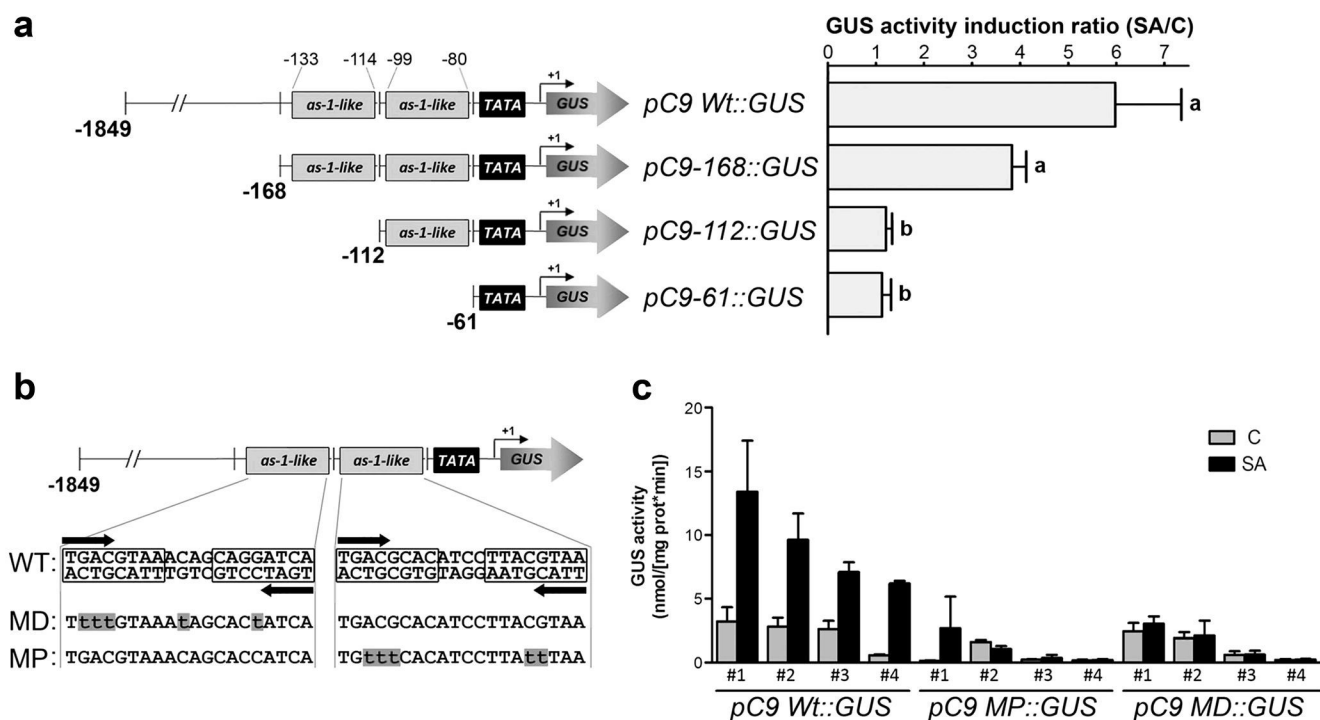 a
GUS activity induction ratio (SA/C)
0 1 2 3 4 5 6 7
-133 -114 -99 -80
+1
as-1-like as-1-like TATA GUS
pC9 Wt::GUS
a
-1849
+1
as-1-like as-1-like TATA GUS
pC9-168::GUS
a
-168
+1
as-1-like TATA GUS
pC9-112::GUS
b
-112
+1
TATA GUS
pC9-61::GUS
b
-61
b
+1
as-1-like as-1-like TATA GUS
-1849
WT: TGACGTAAACAGCAGGATCA TGACGCACATCCTTACGTAA
ACTGCATTTGTCGTCCTAGT ACTGCGTGTAGGAATGCATT
MD: TtttGTAAAtAGCACtATCA TGACGCACATCCTTACGTAA
MP: TGACGTAAACAGCACCATCA TGtttCACATCCTTAttTAA
c
GUS activity
(nmol/[mg prot*min])
20
15
10
5
0
C
SA
#1 #2 #3 #4 #1 #2 #3 #4 #1 #2 #3 #4
pC9 Wt::GUS pC9 MP::GUS pC9 MD::GUS